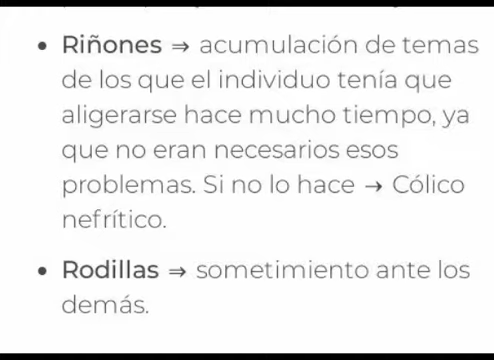 • Riñones ⇒ acumulación de temas
de los que el individuo tenía que
aligerarse hace mucho tiempo, ya
que no eran necesarios esos
problemas. Si no lo hace → Cólico
nefrítico.
• Rodillas ⇒ sometimiento ante los
demás.